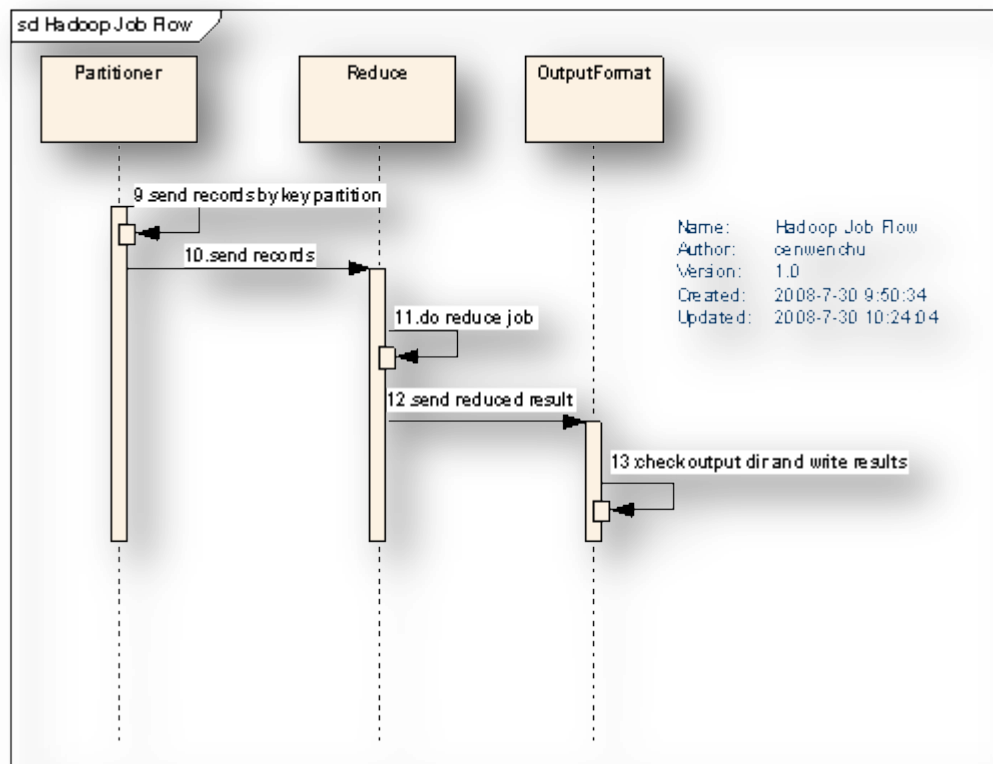 sd Hadoop Job Flow
Partitioner
Reduce
OutputFormat
9.send records by key partition
10.send records
11.do reduce job
12.send reduced result
13:check output dir and write results
Name: Hadoop Job Flow
Author: cenwenchu
Version: 1.0
Created: 2008-7-30 9:50:34
Updated: 2008-7-30 10:24:04